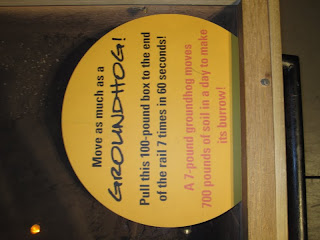 Move as much as a
GROUNDHOG!
Pull this 100-pound box to the end
of the rail 7 times in 60 seconds!
A 7-pound groundhog moves
700 pounds of soil in a day to make
its burrow!